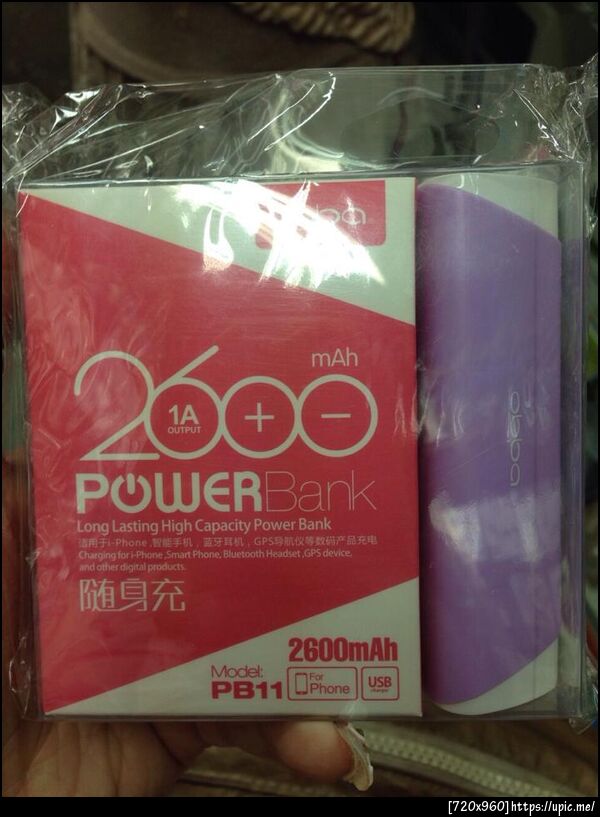 mAh
2600
1A
OUTPUT
+ −
POWERBank
Long Lasting High Capacity Power Bank
适用于i-Phone,智能手机，蓝牙耳机，GPS导航仪等数码产品充电
Charging for i-Phone ,Smart Phone, Bluetooth Headset ,GPS device,
and other digital products.
随身充
2600mAh
Model:
PB11
For
Phone
USB
charger
[720x960]https://upic.me/